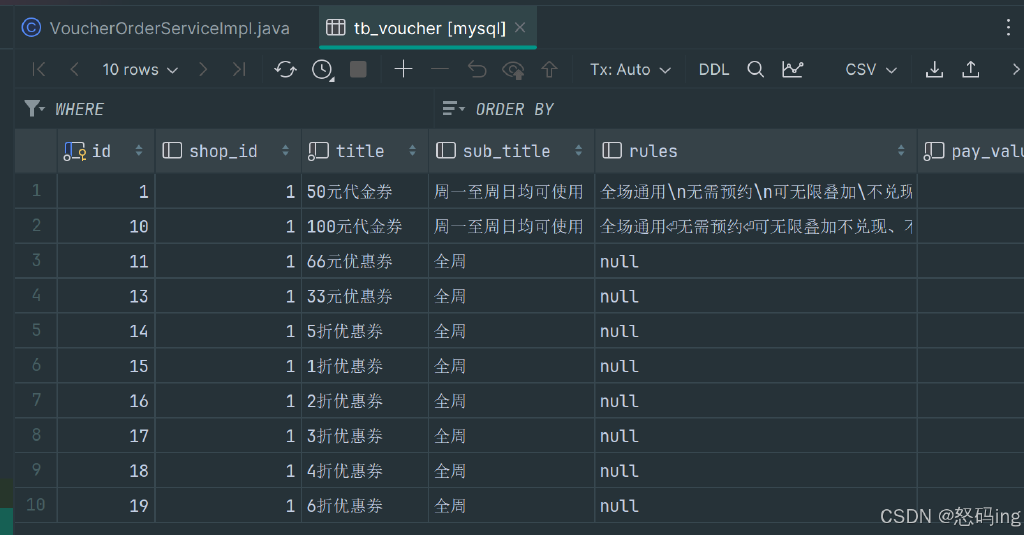 VoucherOrderServiceImpl.java tb_voucher [mysql]
10 rows Tx: Auto DDL CSV
WHERE ORDER BY
id shop_id title sub_title rules pay_valu
1 1 1 50元代金券 周一至周日均可使用 全场通用\n无需预约\n可无限叠加\不兑现
2 10 1 100元代金券 周一至周日均可使用 全场通用⏎无需预约⏎可无限叠加不兑现、不
3 11 1 66元优惠券 全周 null
4 13 1 33元优惠券 全周 null
5 14 1 5折优惠券 全周 null
6 15 1 1折优惠券 全周 null
7 16 1 2折优惠券 全周 null
8 17 1 3折优惠券 全周 null
9 18 1 4折优惠券 全周 null
10 19 1 6折优惠券 全周 null
CSDN @怒码ing